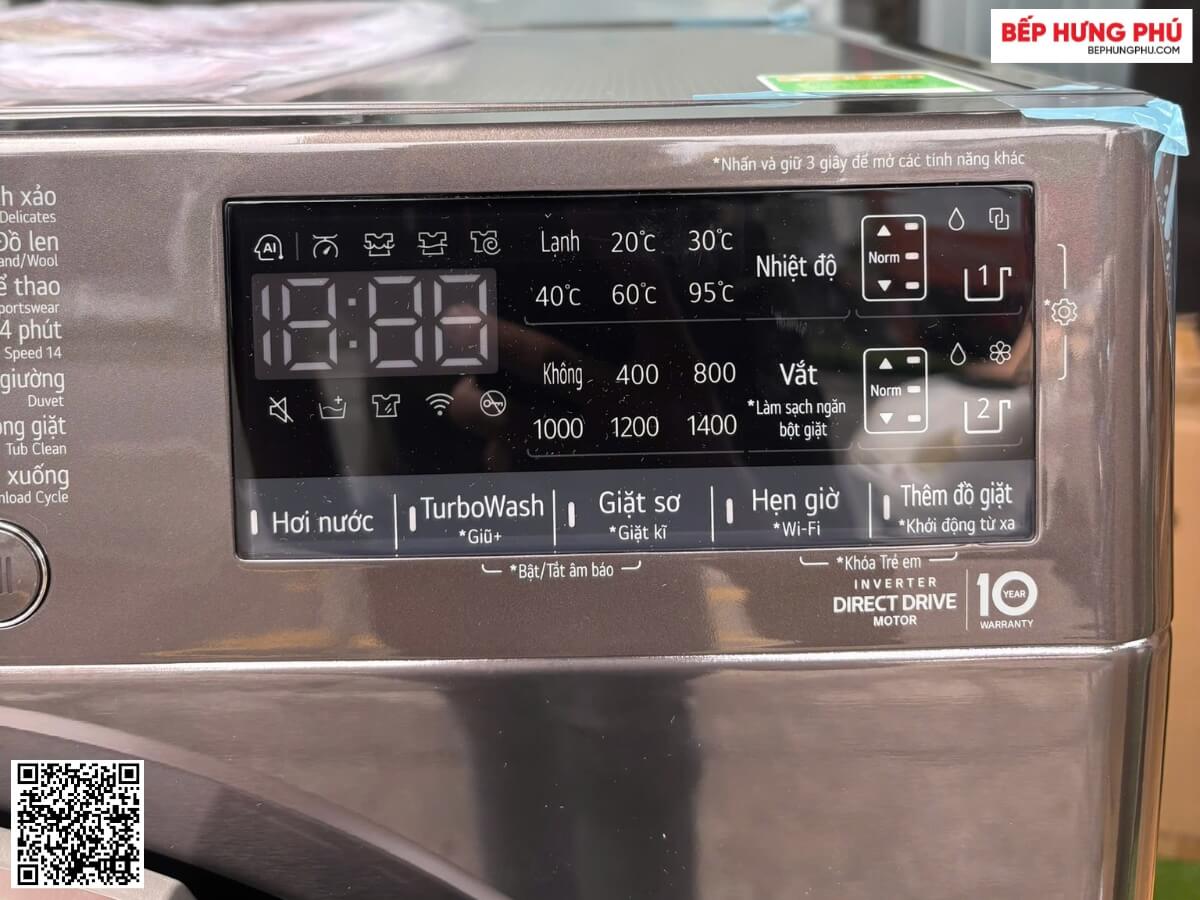 BẾP HƯNG PHÚ
BEPHUNGPHU.COM
*Nhấn và giữ 3 giây để mở các tính năng khác
h xảo
Delicates
Đồ len
and/Wool
ể thao
portswear
4 phút
Speed 14
giường
Duvet
ng giặt
Tub Clean
xuống
nload Cycle
AI
18:88
Lạnh 20°c 30°c
40°c 60°c 95°c
Nhiệt độ
Norm
1
Không 400 800
1000 1200 1400
Vắt
*Làm sạch ngăn
bột giặt
Norm
2
Hơi nước
TurboWash
*Giũ+
Giặt sơ
*Giặt kĩ
Hẹn giờ
*Wi-Fi
Thêm đồ giặt
*Khởi động từ xa
*Bật/Tắt âm báo
*Khóa Trẻ em
INVERTER
DIRECT DRIVE
MOTOR
10 YEAR
WARRANTY